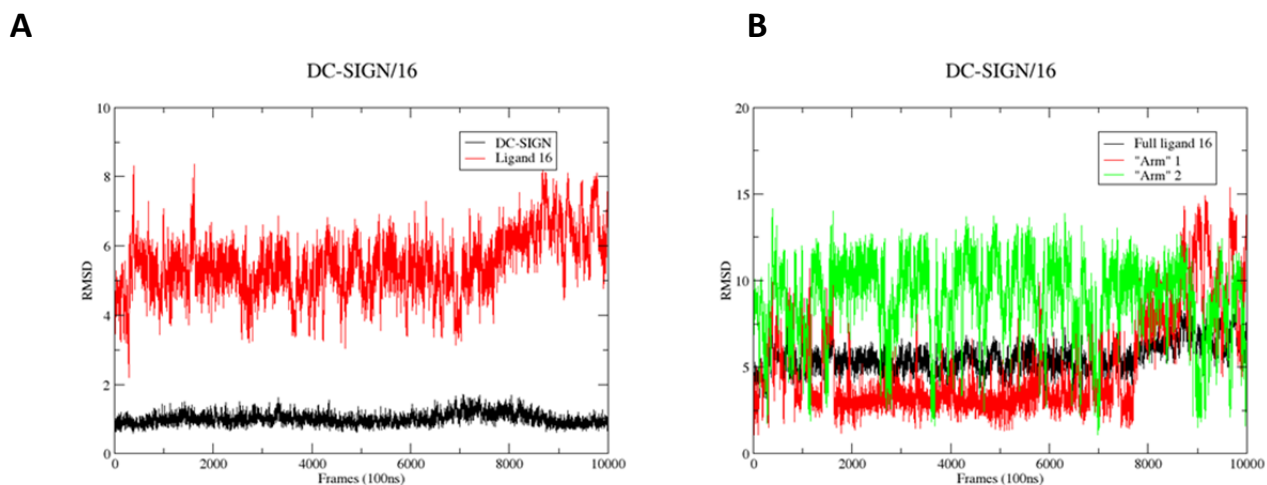 A
B
DC-SIGN/16
DC-SIGN/16
10
8
6
4
2
0
RMSD
DC-SIGN
Ligand 16
0
2000
4000
6000
8000
10000
Frames (100ns)
20
15
10
5
0
RMSD
Full ligand 16
"Arm" 1
"Arm" 2
0
2000
4000
6000
8000
10000
Frames (100ns)